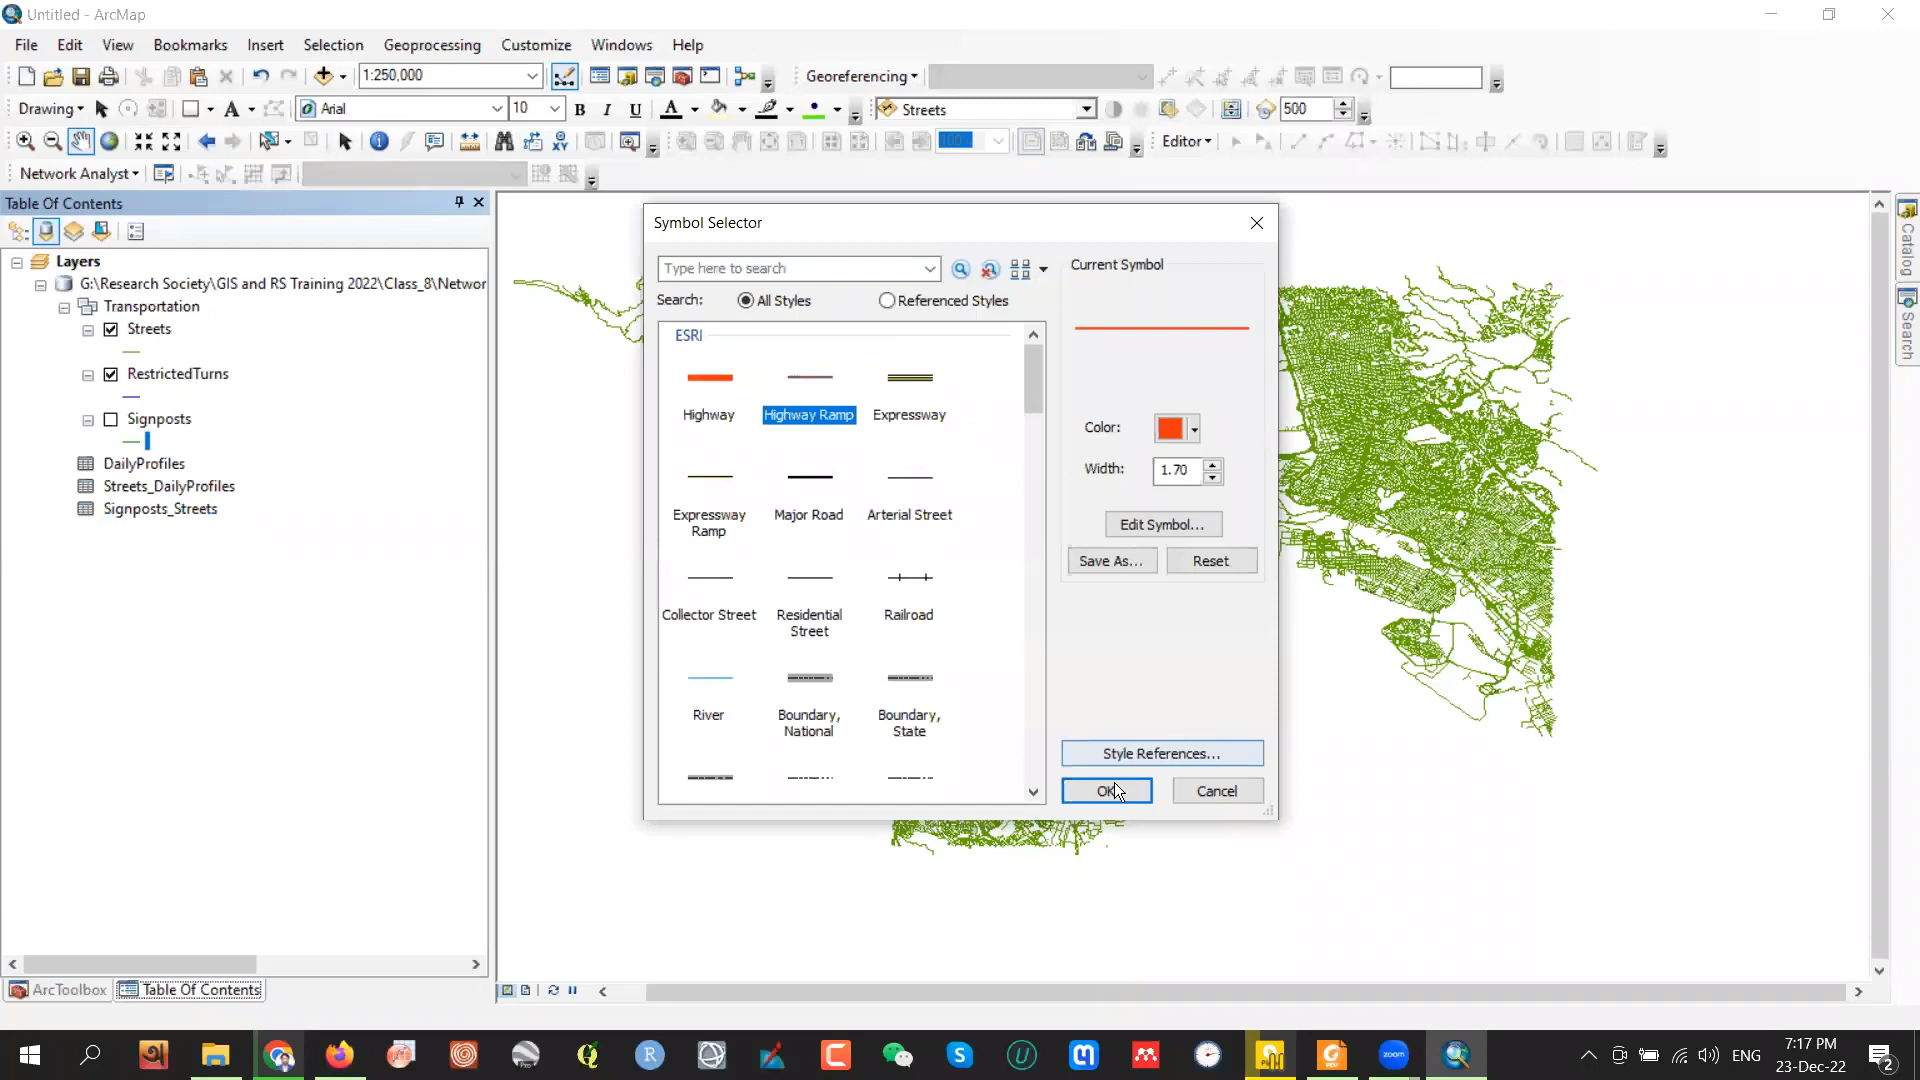 Untitled - ArcMap
File Edit View Bookmarks Insert Selection Geoprocessing Customize Windows Help
1:250,000 Georeferencing
Drawing Arial 10 B I U A Streets 500
Editor
Network Analyst
Table Of Contents
Layers
G:\Research Society\GIS and RS Training 2022\Class_8\Networ
Transportation
Streets
RestrictedTurns
Signposts
DailyProfiles
Streets_DailyProfiles
Signposts_Streets
ArcToolbox Table Of Contents
Symbol Selector
Type here to search
Search: All Styles Referenced Styles
ESRI
Highway Highway Ramp Expressway
Expressway Ramp Major Road Arterial Street
Collector Street Residential Street Railroad
River Boundary, National Boundary, State
Current Symbol
Color:
Width: 1.70
Edit Symbol...
Save As... Reset
Style References...
OK Cancel
Catalog
Search
zoom
ENG
7:17 PM
23-Dec-22
2